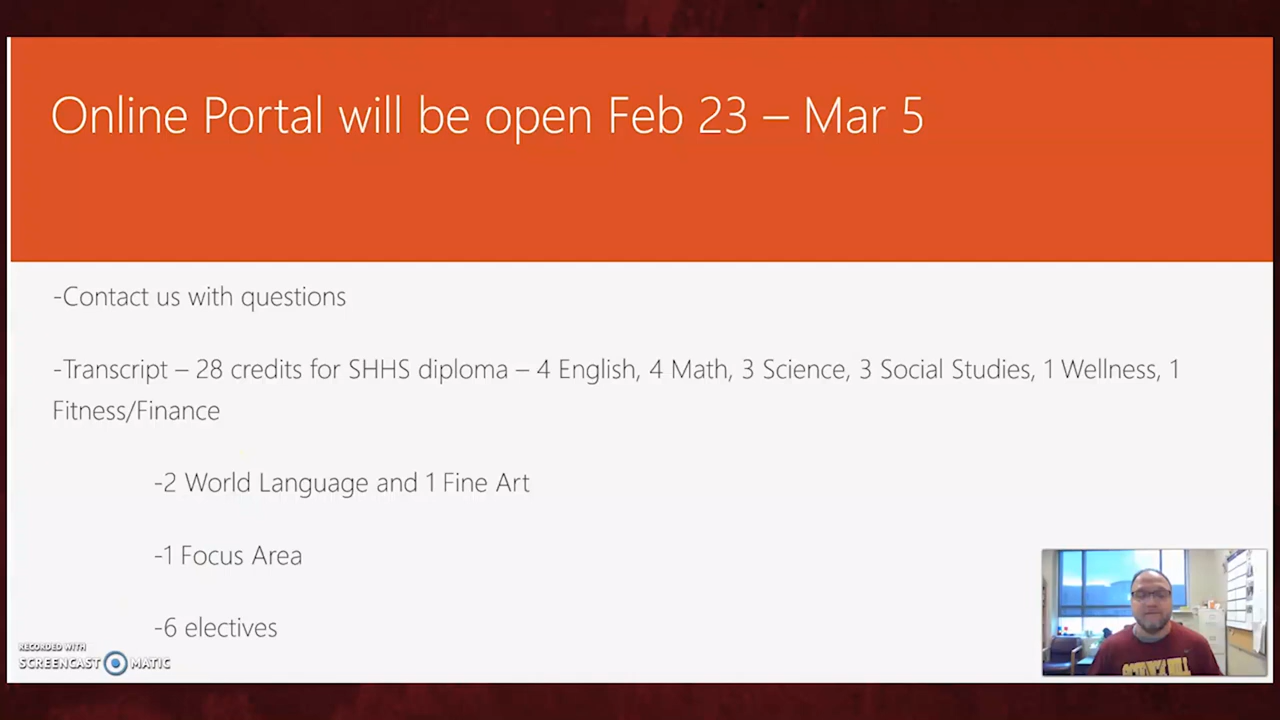 Online Portal will be open Feb 23 – Mar 5
-Contact us with questions
-Transcript – 28 credits for SHHS diploma – 4 English, 4 Math, 3 Science, 3 Social Studies, 1 Wellness, 1
Fitness/Finance
-2 World Language and 1 Fine Art
-1 Focus Area
-6 electives
RECORDED WITH
SCREENCAST MATIC